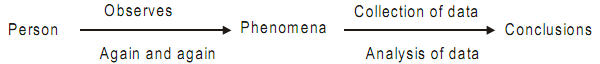 Observes
Collection of data
Person
Phenomena
Conclusions
Again and again
Analysis of data